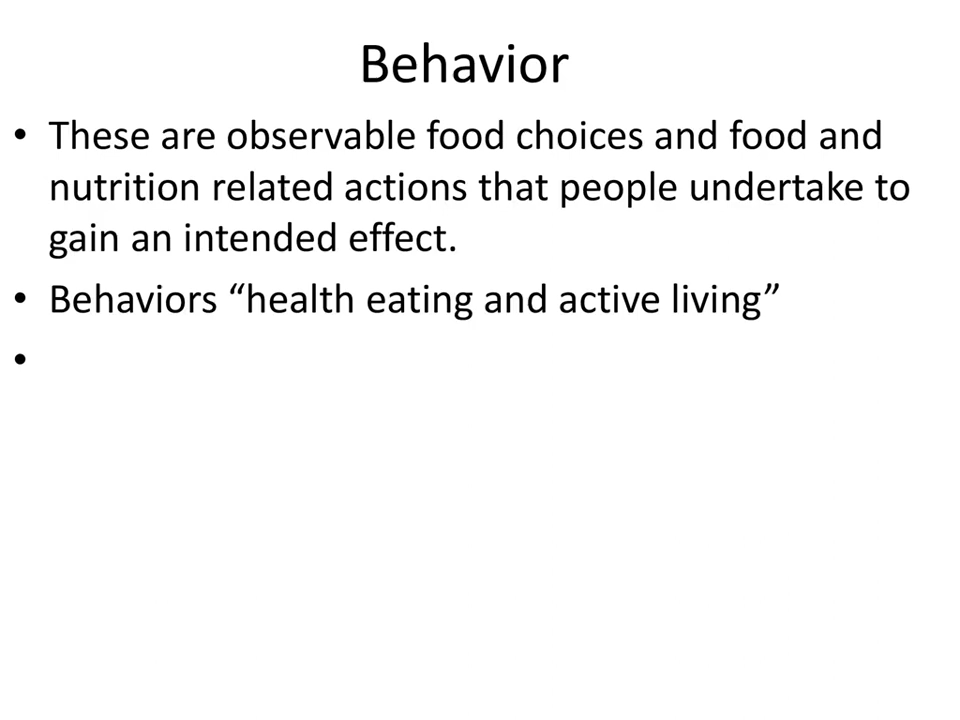 Behavior
• These are observable food choices and food and
nutrition related actions that people undertake to
gain an intended effect.
• Behaviors “health eating and active living”
•